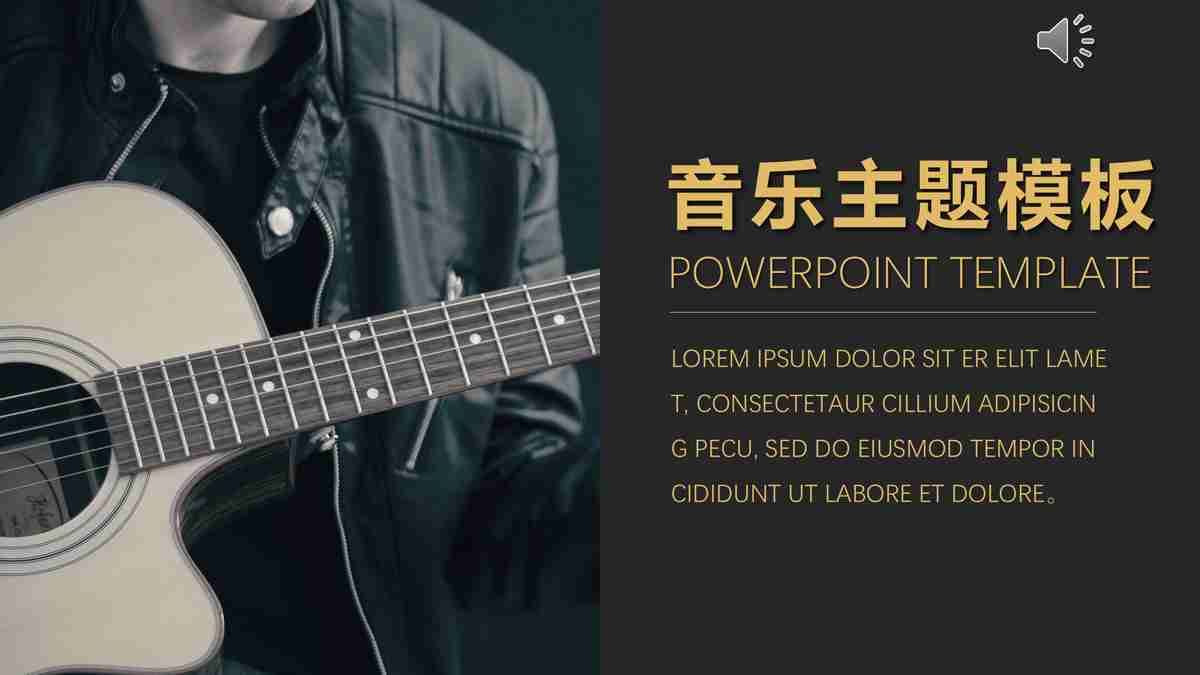 音乐主题模板
POWERPOINT TEMPLATE
LOREM IPSUM DOLOR SIT ER ELIT LAME
T, CONSECTETAUR CILLIUM ADIPISICIN
G PECU, SED DO EIUSMOD TEMPOR IN
CIDIDUNT UT LABORE ET DOLORE。